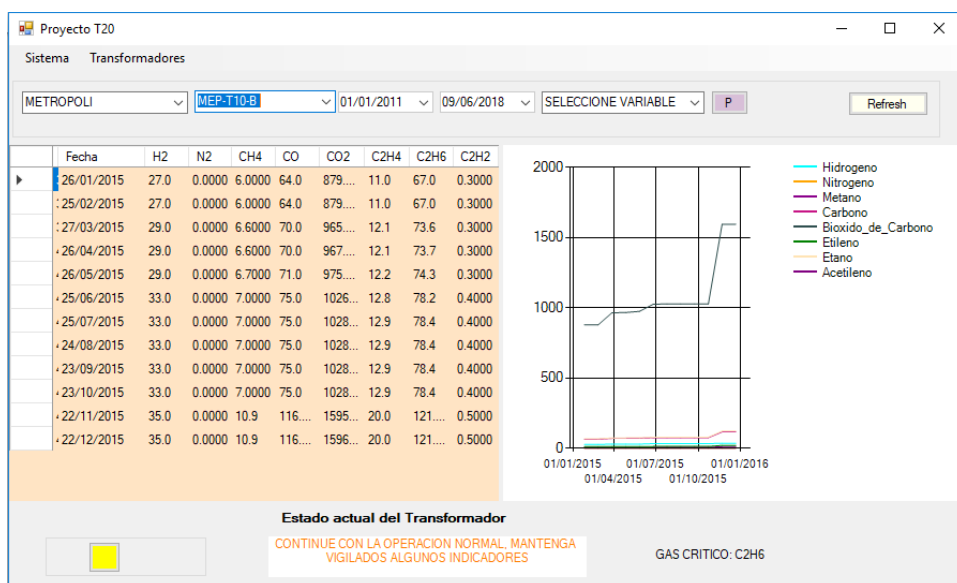 Proyecto T20
Sistema Transformadores
METROPOLI MEP-T10-B 01/01/2011 09/06/2018 SELECCIONE VARIABLE P Refresh
Fecha H2 N2 CH4 CO CO2 C2H4 C2H6 C2H2
26/01/2015 27.0 0.0000 6.0000 64.0 879.... 11.0 67.0 0.3000
25/02/2015 27.0 0.0000 6.0000 64.0 879.... 11.0 67.0 0.3000
27/03/2015 29.0 0.0000 6.6000 70.0 965.... 12.1 73.6 0.3000
26/04/2015 29.0 0.0000 6.6000 70.0 967.... 12.1 73.7 0.3000
26/05/2015 29.0 0.0000 6.7000 71.0 975.... 12.2 74.3 0.3000
25/06/2015 33.0 0.0000 7.0000 75.0 1026... 12.8 78.2 0.4000
25/07/2015 33.0 0.0000 7.0000 75.0 1028... 12.9 78.4 0.4000
24/08/2015 33.0 0.0000 7.0000 75.0 1028... 12.9 78.4 0.4000
23/09/2015 33.0 0.0000 7.0000 75.0 1028... 12.9 78.4 0.4000
23/10/2015 33.0 0.0000 7.0000 75.0 1028... 12.9 78.4 0.4000
22/11/2015 35.0 0.0000 10.9 116.... 1595... 20.0 121.... 0.5000
22/12/2015 35.0 0.0000 10.9 116.... 1596... 20.0 121.... 0.5000
2000
1500
1000
500
0
01/01/2015 01/07/2015 01/01/2016
01/04/2015 01/10/2015
Hidrogeno
Nitrogeno
Metano
Carbono
Bioxido_de_Carbono
Etileno
Etano
Acetileno
Estado actual del Transformador
CONTINUE CON LA OPERACION NORMAL, MANTENGA
VIGILADOS ALGUNOS INDICADORES
GAS CRITICO: C2H6